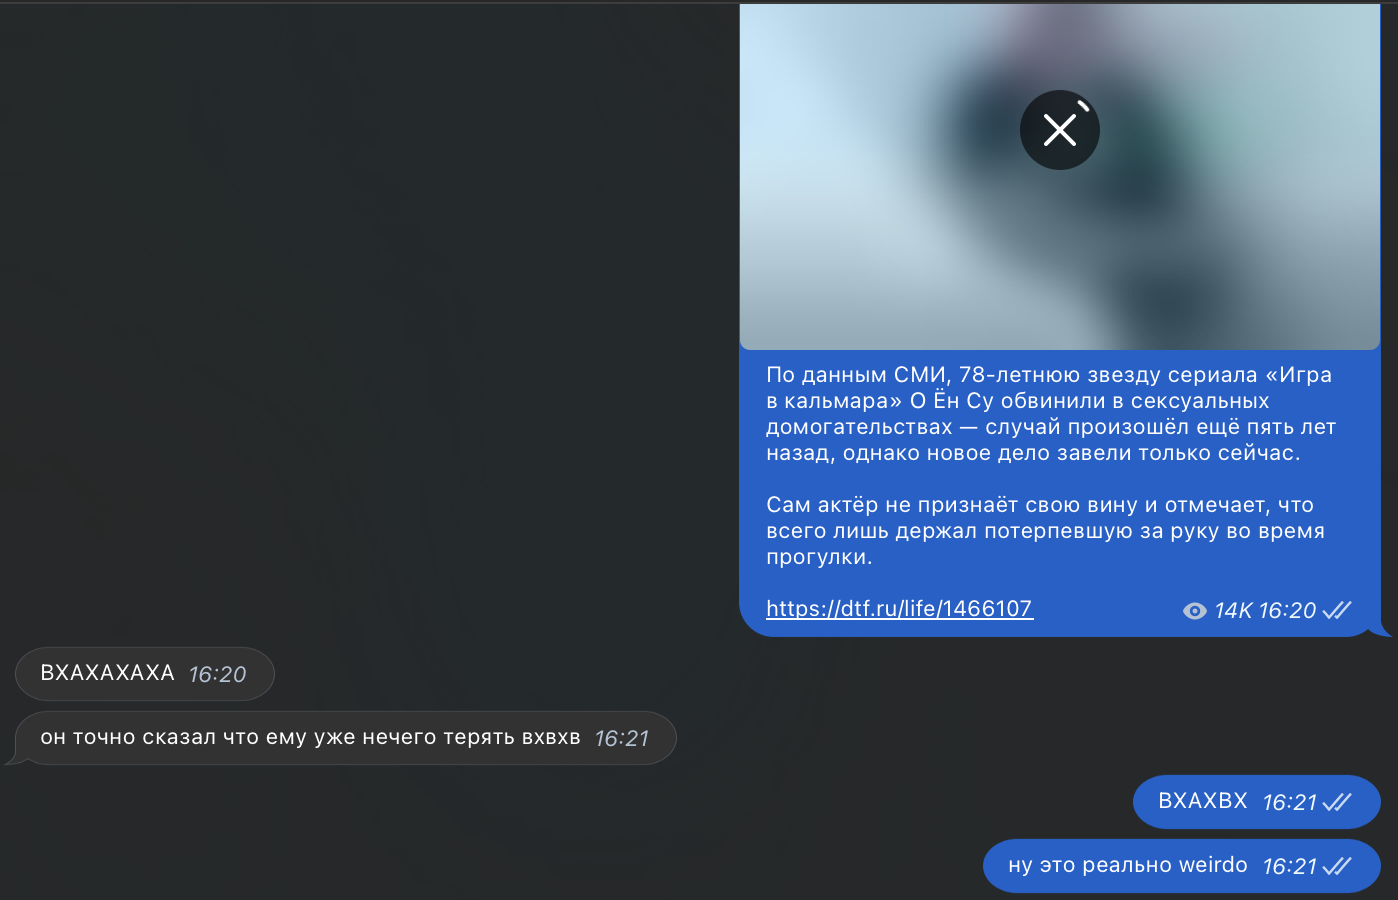 По данным СМИ, 78-летнюю звезду сериала «Игра
в кальмара» О Ён Су обвинили в сексуальных
домогательствах — случай произошёл ещё пять лет
назад, однако новое дело завели только сейчас.
Сам актёр не признаёт свою вину и отмечает, что
всего лишь держал потерпевшую за руку во время
прогулки.
https://dtf.ru/life/1466107 14K 16:20
ВХАХАХАХА 16:20
он точно сказал что ему уже нечего терять вхвхв 16:21
ВХАХВХ 16:21
ну это реально weirdo 16:21